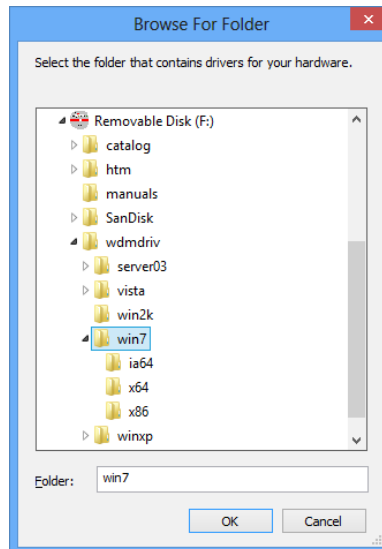 Browse For Folder
Select the folder that contains drivers for your hardware.
Removable Disk (F:)
catalog
htm
manuals
SanDisk
wdmdriv
server03
vista
win2k
win7
ia64
x64
x86
winxp
Folder: win7
OK Cancel